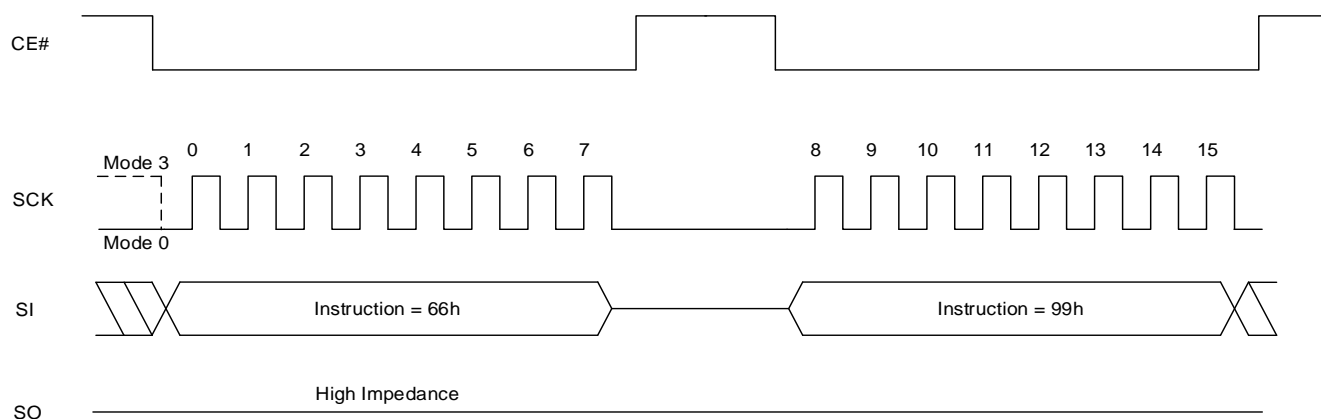 CE#
0 1 2 3 4 5 6 7 8 9 10 11 12 13 14 15
Mode 3
SCK
Mode 0
SI
Instruction = 66h
Instruction = 99h
High Impedance
SO